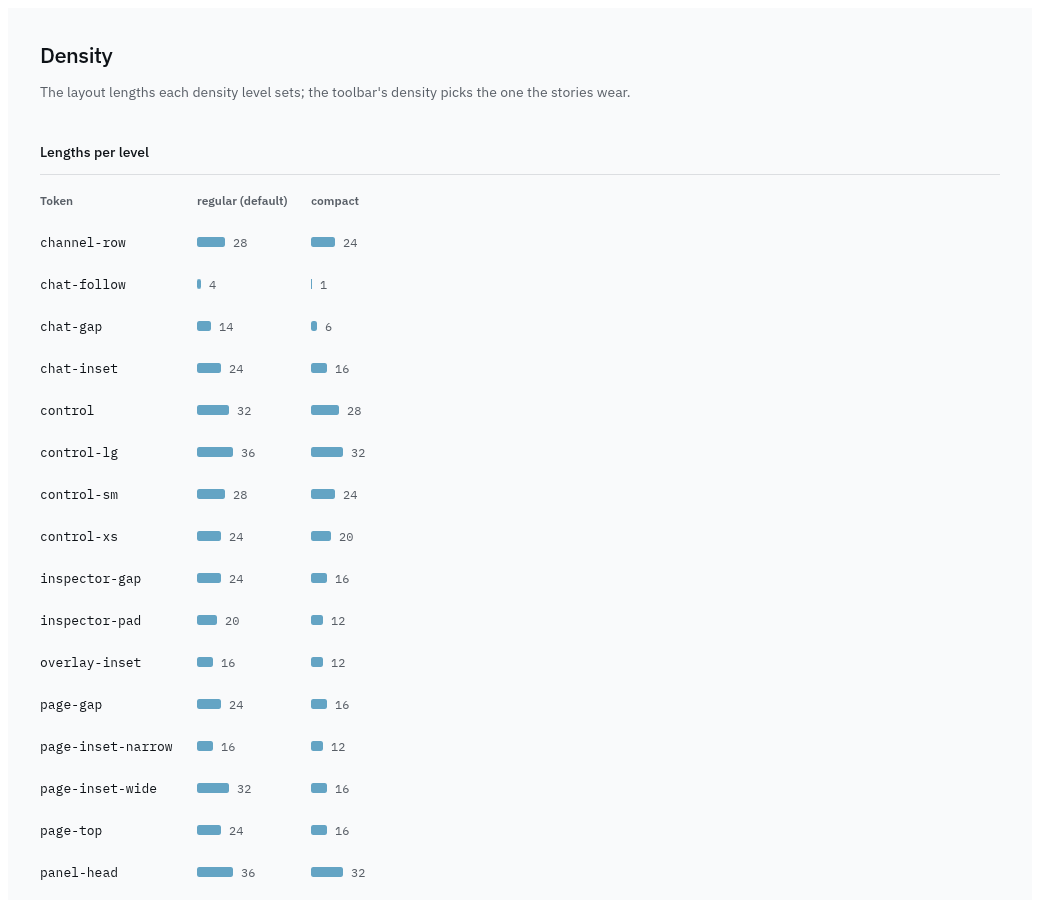 Density
The layout lengths each density level sets; the toolbar's density picks the one the stories wear.
Lengths per level
Token regular (default) compact
channel-row 28 24
chat-follow 4 1
chat-gap 14 6
chat-inset 24 16
control 32 28
control-lg 36 32
control-sm 28 24
control-xs 24 20
inspector-gap 24 16
inspector-pad 20 12
overlay-inset 16 12
page-gap 24 16
page-inset-narrow 16 12
page-inset-wide 32 16
page-top 24 16
panel-head 36 32